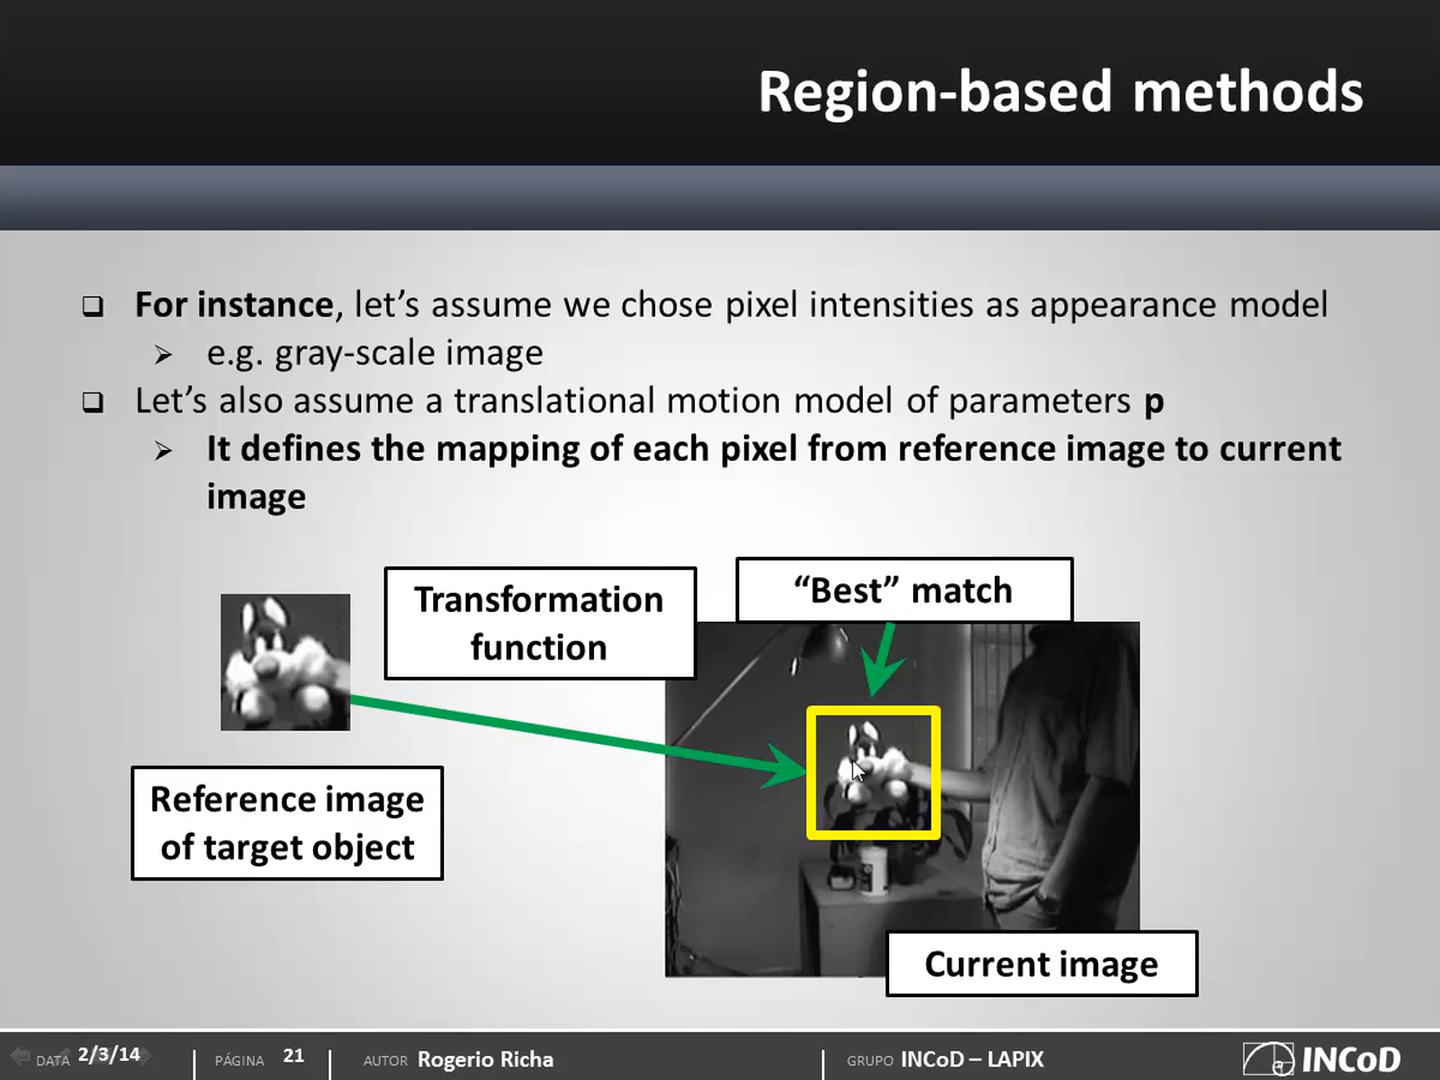 Region-based methods
For instance, let’s assume we chose pixel intensities as appearance model
e.g. gray-scale image
Let’s also assume a translational motion model of parameters p
It defines the mapping of each pixel from reference image to current
image
Transformation
function
“Best” match
Reference image
of target object
Current image
DATA 2/3/14 PÁGINA 21 AUTOR Rogerio Richa GRUPO INCoD – LAPIX INCoD